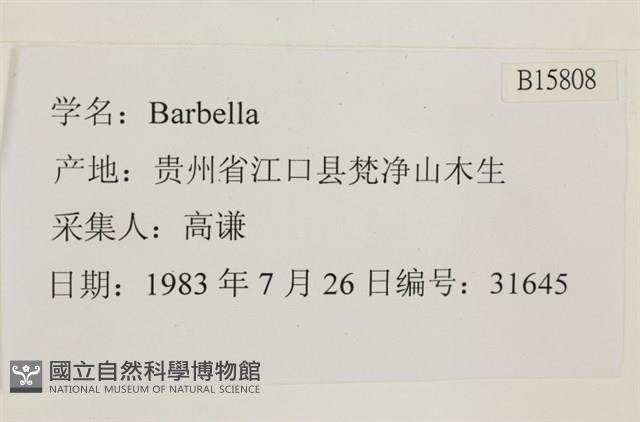 B15808
学名：Barbella
产地：贵州省江口县梵净山木生
采集人：高谦
日期：1983 年 7 月 26 日编号：31645
國立自然科學博物館
NATIONAL MUSEUM OF NATURAL SCIENCE